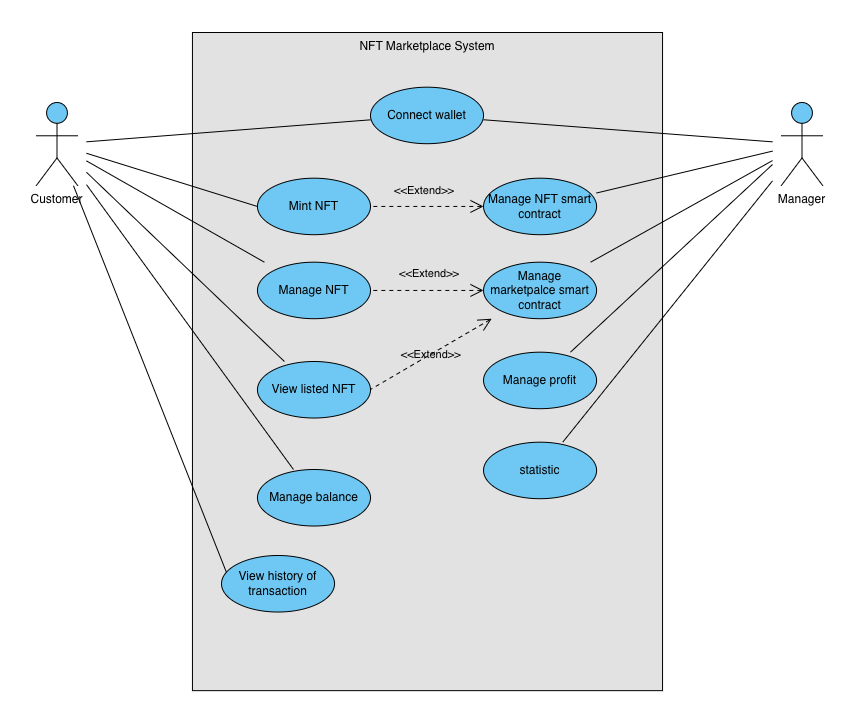 NFT Marketplace System
Connect wallet
Customer
Manager
Mint NFT
<<Extend>>
Manage NFT smart
contract
Manage NFT
<<Extend>>
Manage
marketpalce smart
contract
View listed NFT
<<Extend>>
Manage profit
statistic
Manage balance
View history of
transaction